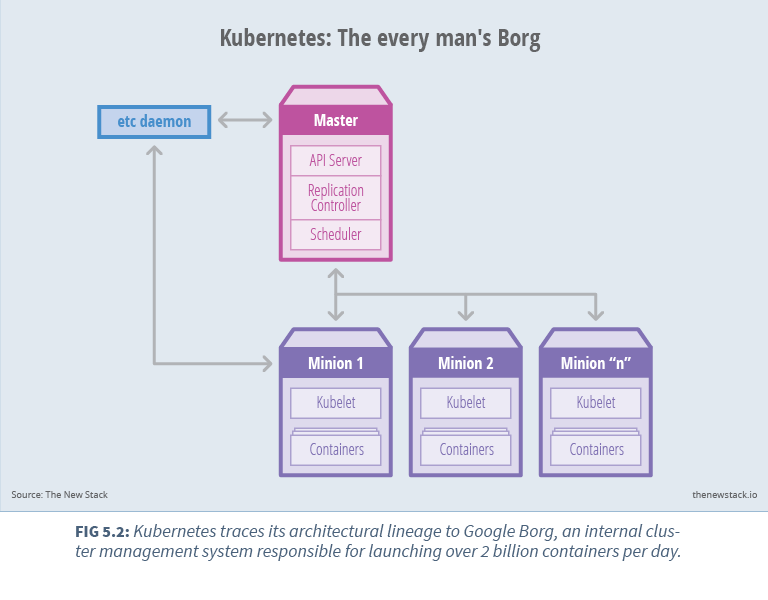 Kubernetes: The every man's Borg
etc daemon
Master
API Server
Replication
Controller
Scheduler
Minion 1
Minion 2
Minion “n”
Kubelet
Kubelet
Kubelet
Containers
Containers
Containers
Source: The New Stack
thenewstack.io
FIG 5.2: Kubernetes traces its architectural lineage to Google Borg, an internal clus-
ter management system responsible for launching over 2 billion containers per day.